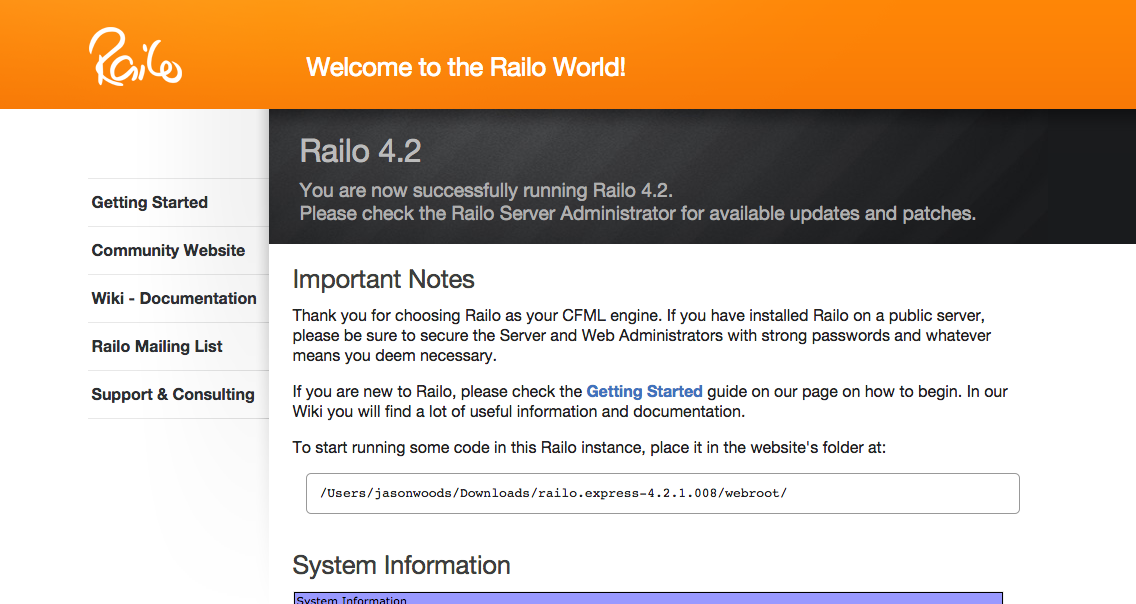 Railo
Welcome to the Railo World!
Getting Started
Community Website
Wiki - Documentation
Railo Mailing List
Support & Consulting
Railo 4.2
You are now successfully running Railo 4.2.
Please check the Railo Server Administrator for available updates and patches.
Important Notes
Thank you for choosing Railo as your CFML engine. If you have installed Railo on a public server,
please be sure to secure the Server and Web Administrators with strong passwords and whatever
means you deem necessary.
If you are new to Railo, please check the Getting Started guide on our page on how to begin. In our
Wiki you will find a lot of useful information and documentation.
To start running some code in this Railo instance, place it in the website's folder at:
/Users/jasonwoods/Downloads/railo.express-4.2.1.008/webroot/
System Information
System Information